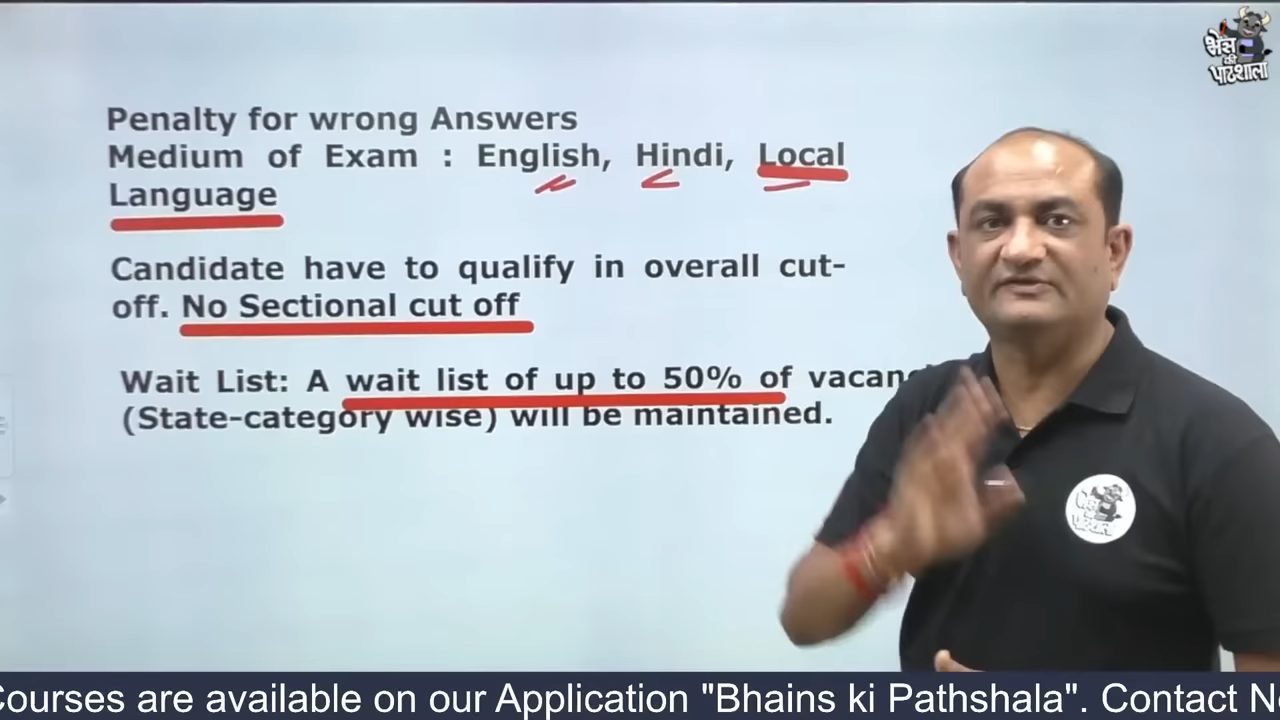 भैंस
की
पाठशाला
Penalty for wrong Answers
Medium of Exam : English, Hindi, Local
Language
Candidate have to qualify in overall cut-
off. No Sectional cut off
Wait List: A wait list of up to 50% of
(State-category wise) will be maintained.
Courses are available on our Application "Bhains ki Pathshala". Contact